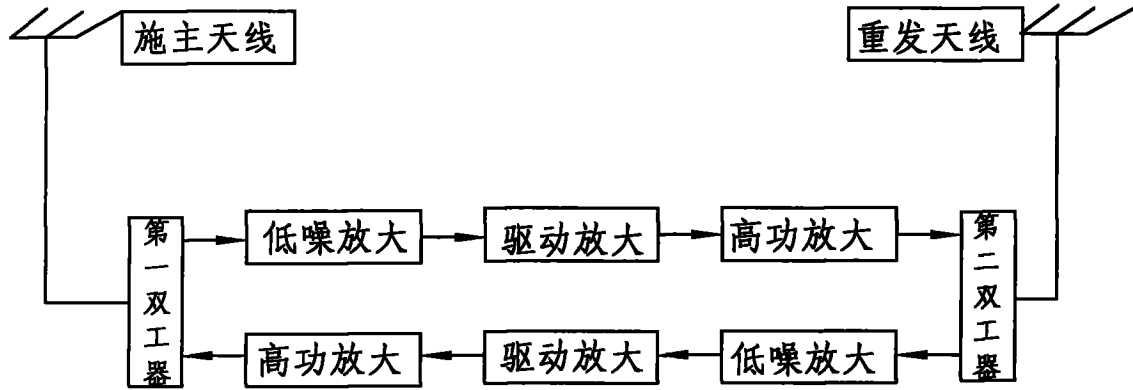 施主天线
重发天线
第一双工器
低噪放大
驱动放大
高功放大
第二双工器
高功放大
驱动放大
低噪放大